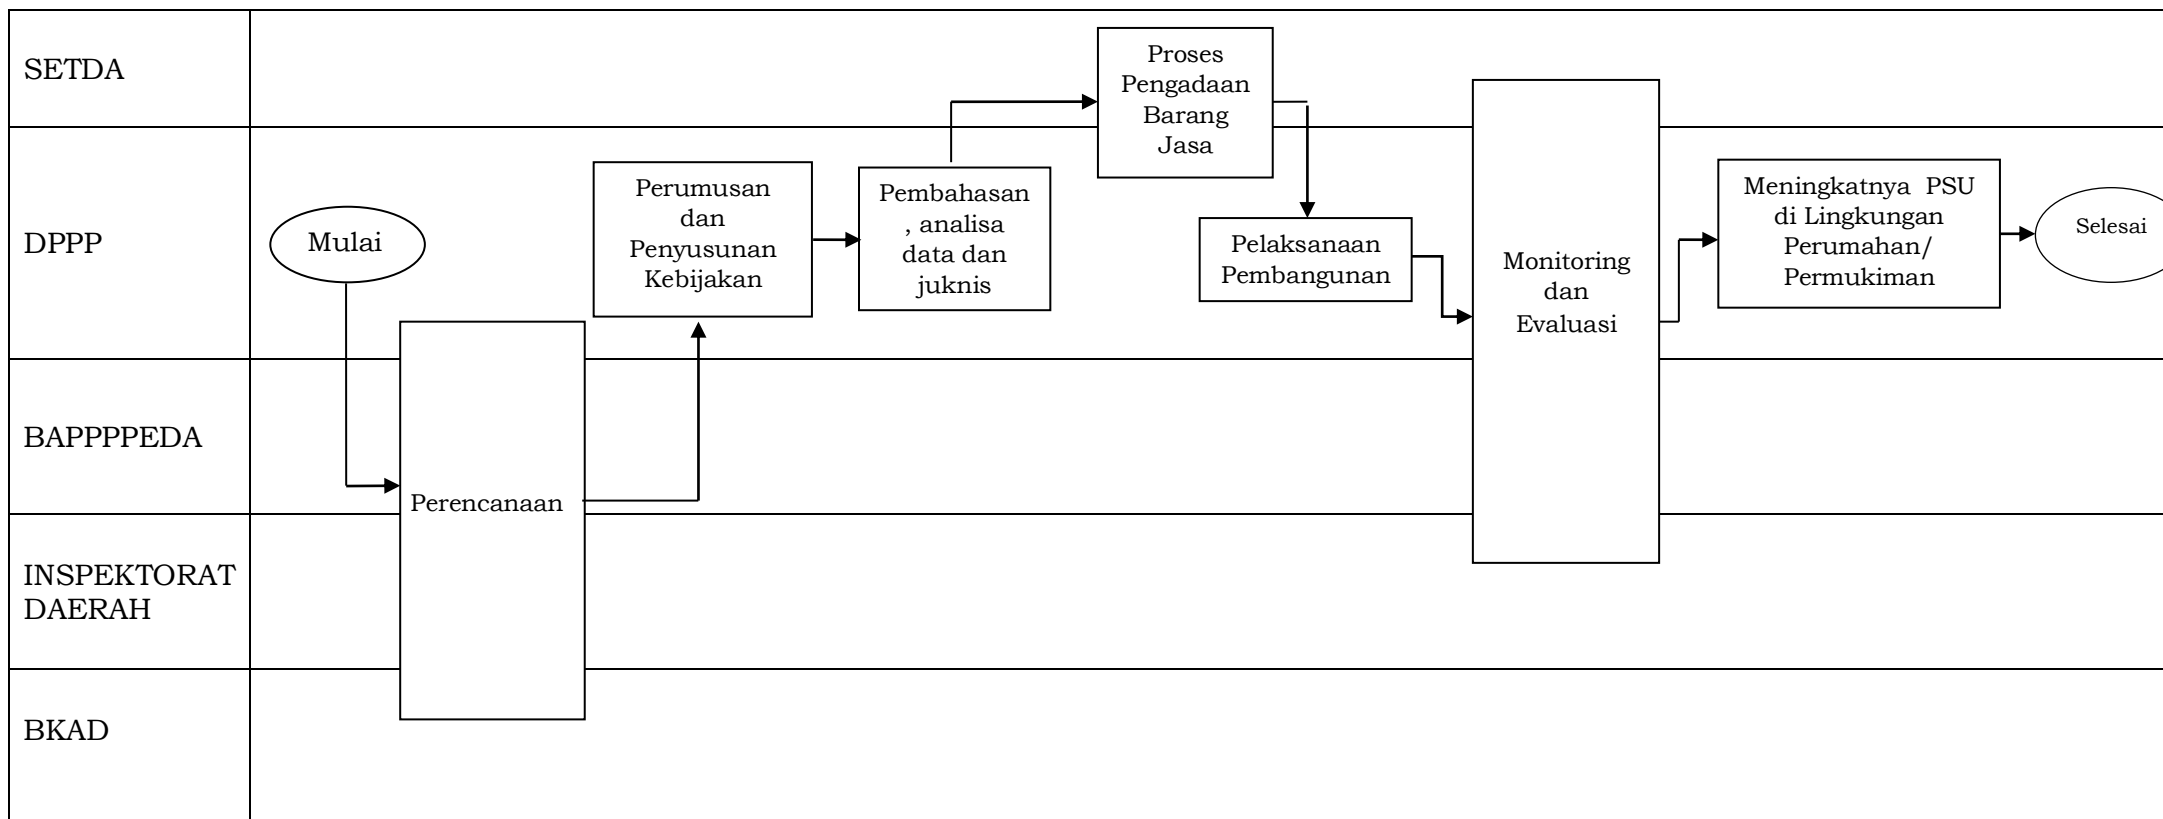 SETDA
Proses
Pengadaan
Barang
Jasa
DPPP
Mulai
Perumusan
dan
Penyusunan
Kebijakan
Pembahasan
, analisa
data dan
juknis
Pelaksanaan
Pembangunan
Monitoring
dan
Evaluasi
Meningkatnya PSU
di Lingkungan
Perumahan/
Permukiman
Selesai
BAPPPPEDA
Perencanaan
INSPEKTORAT
DAERAH
BKAD